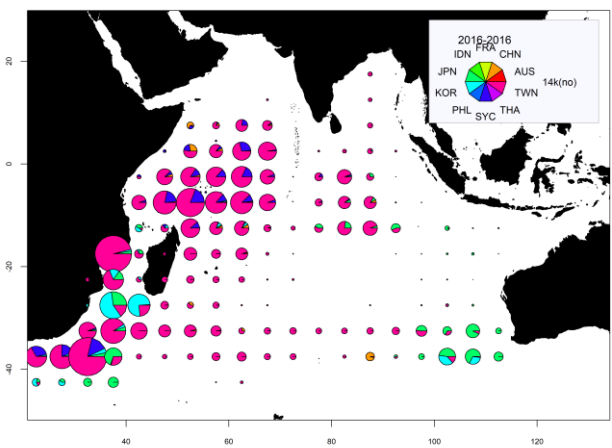 2016-2016
FRA
IDN CHN
JPN AUS
14k(no)
KOR TWN
PHL THA
SYC
20
0
-20
-40
40 60 80 100 120